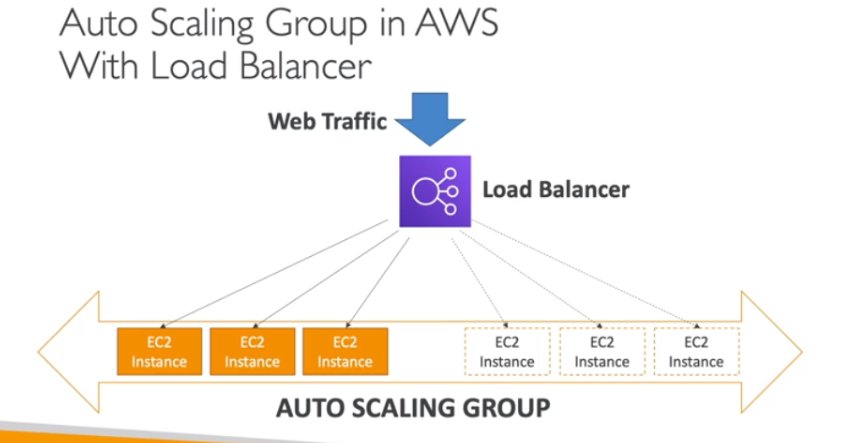 Auto Scaling Group in AWS
With Load Balancer
Web Traffic
Load Balancer
EC2
Instance
EC2
Instance
EC2
Instance
EC2
Instance
EC2
Instance
EC2
Instance
AUTO SCALING GROUP